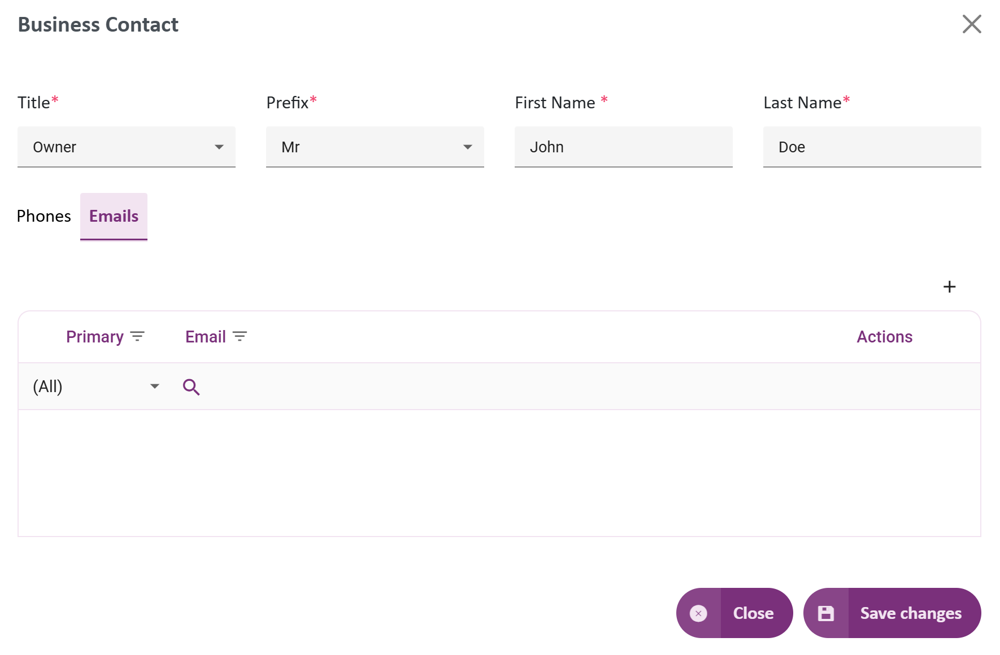 Business Contact
Title* Prefix* First Name * Last Name*
Owner Mr John Doe
Phones Emails
Primary Email Actions
(All)
Close Save changes